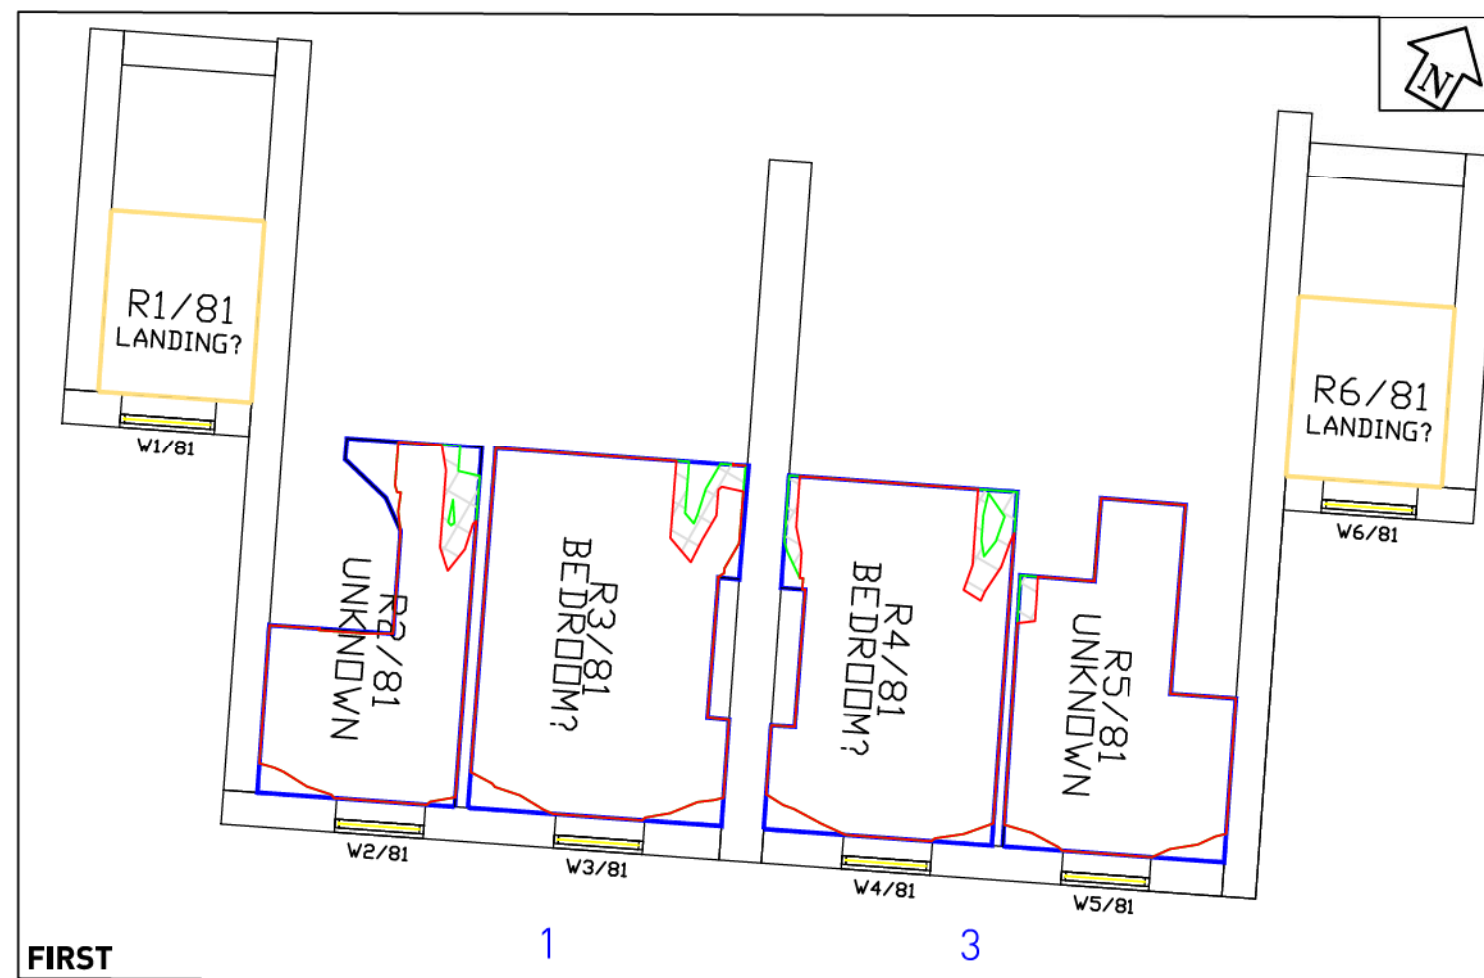 N
R1/81
LANDING?
W1/81
R6/81
LANDING?
W6/81
R2/81
UNKNOWN
R3/81
BEDROOM?
R4/81
BEDROOM?
R5/81
UNKNOWN
W2/81
W3/81
W4/81
W5/81
1
3
FIRST